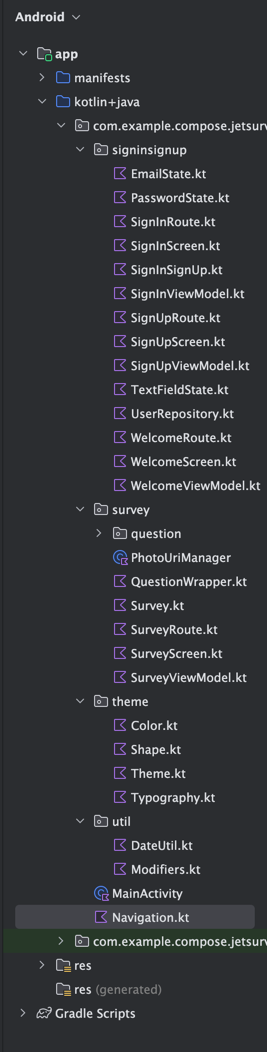 Android
app
manifests
kotlin+java
com.example.compose.jetsurv
signinsignup
EmailState.kt
PasswordState.kt
SignInRoute.kt
SignInScreen.kt
SignInSignUp.kt
SignInViewModel.kt
SignUpRoute.kt
SignUpScreen.kt
SignUpViewModel.kt
TextFieldState.kt
UserRepository.kt
WelcomeRoute.kt
WelcomeScreen.kt
WelcomeViewModel.kt
survey
question
PhotoUriManager
QuestionWrapper.kt
Survey.kt
SurveyRoute.kt
SurveyScreen.kt
SurveyViewModel.kt
theme
Color.kt
Shape.kt
Theme.kt
Typography.kt
util
DateUtil.kt
Modifiers.kt
MainActivity
Navigation.kt
com.example.compose.jetsurv
res
res (generated)
Gradle Scripts